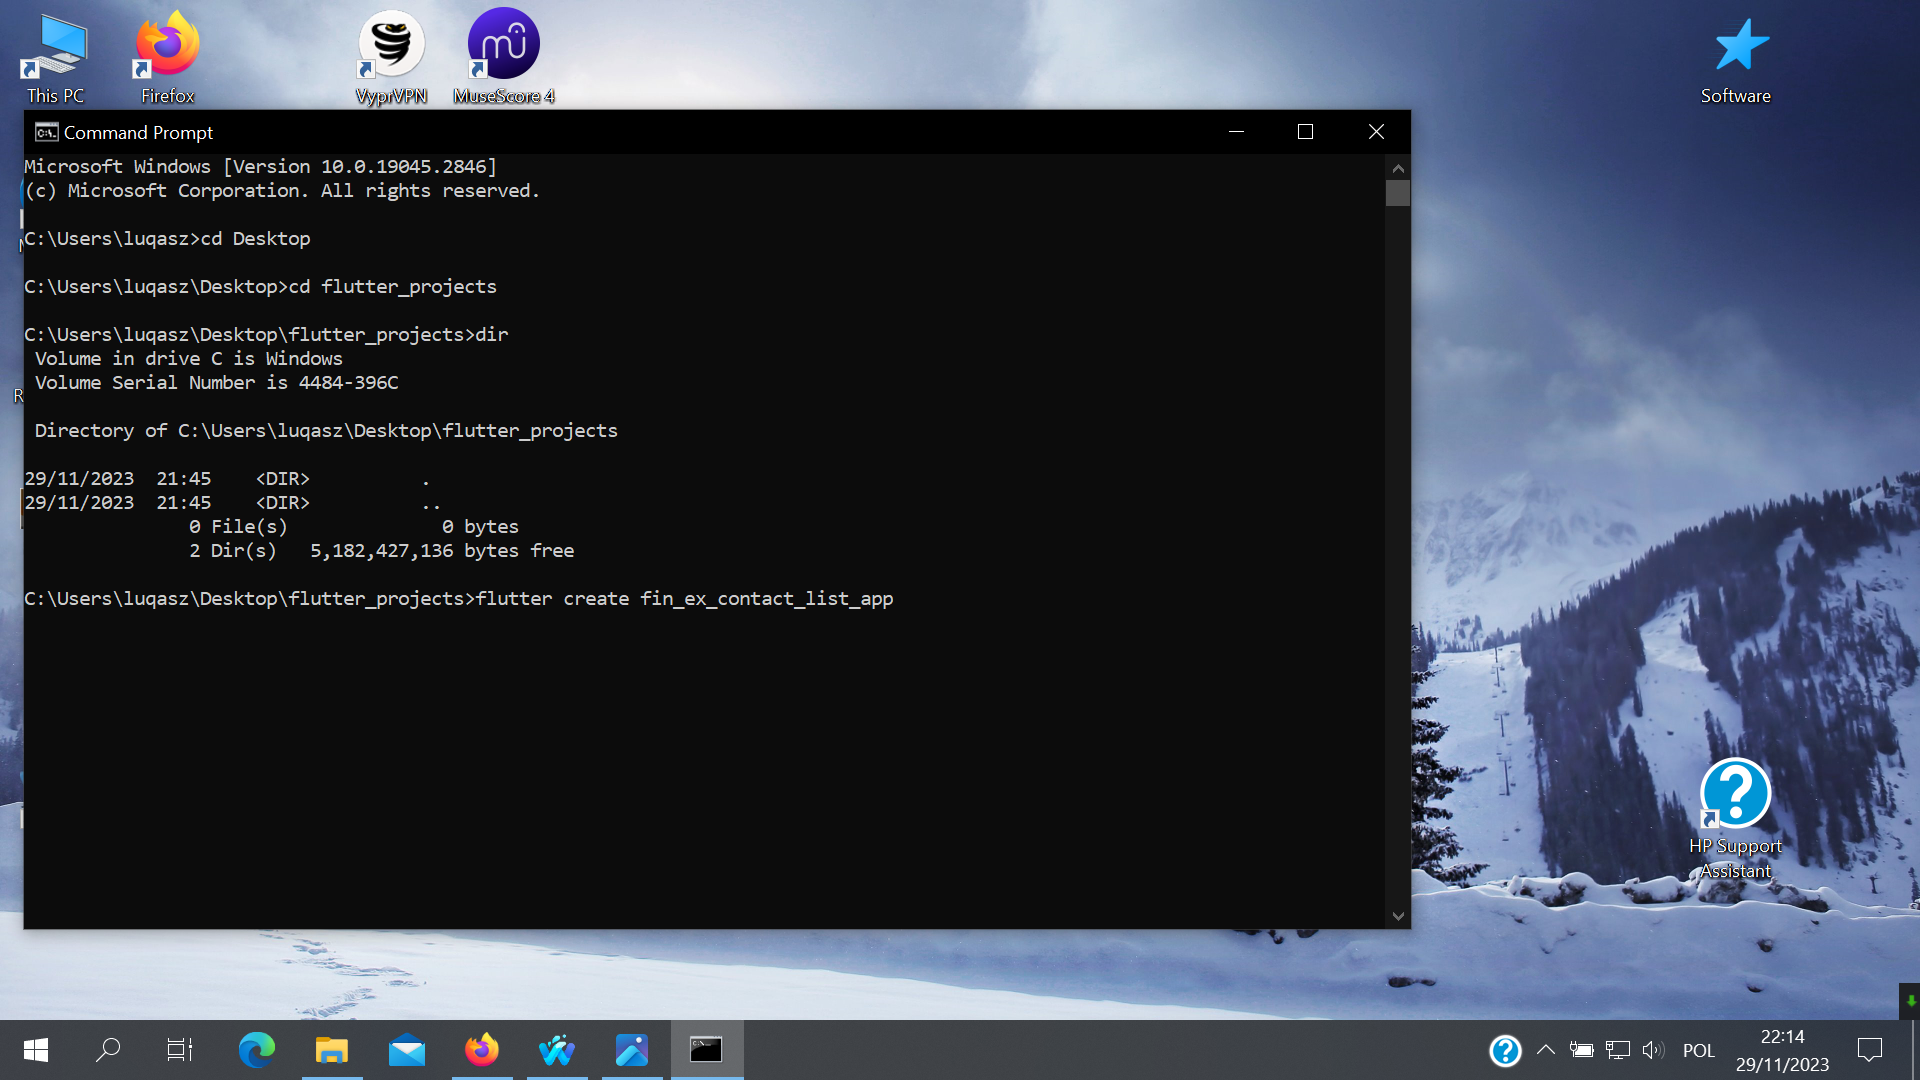 This PC
Firefox
VyprVPN
MuseScore 4
Software
Command Prompt
Microsoft Windows [Version 10.0.19045.2846]
(c) Microsoft Corporation. All rights reserved.
C:\Users\luqasz>cd Desktop
C:\Users\luqasz\Desktop>cd flutter_projects
C:\Users\luqasz\Desktop\flutter_projects>dir
Volume in drive C is Windows
Volume Serial Number is 4484-396C
Directory of C:\Users\luqasz\Desktop\flutter_projects
29/11/2023  21:45    <DIR>          .
29/11/2023  21:45    <DIR>          ..
0 File(s)              0 bytes
2 Dir(s)   5,182,427,136 bytes free
C:\Users\luqasz\Desktop\flutter_projects>flutter create fin_ex_contact_list_app
HP Support
Assistant
POL
22:14
29/11/2023